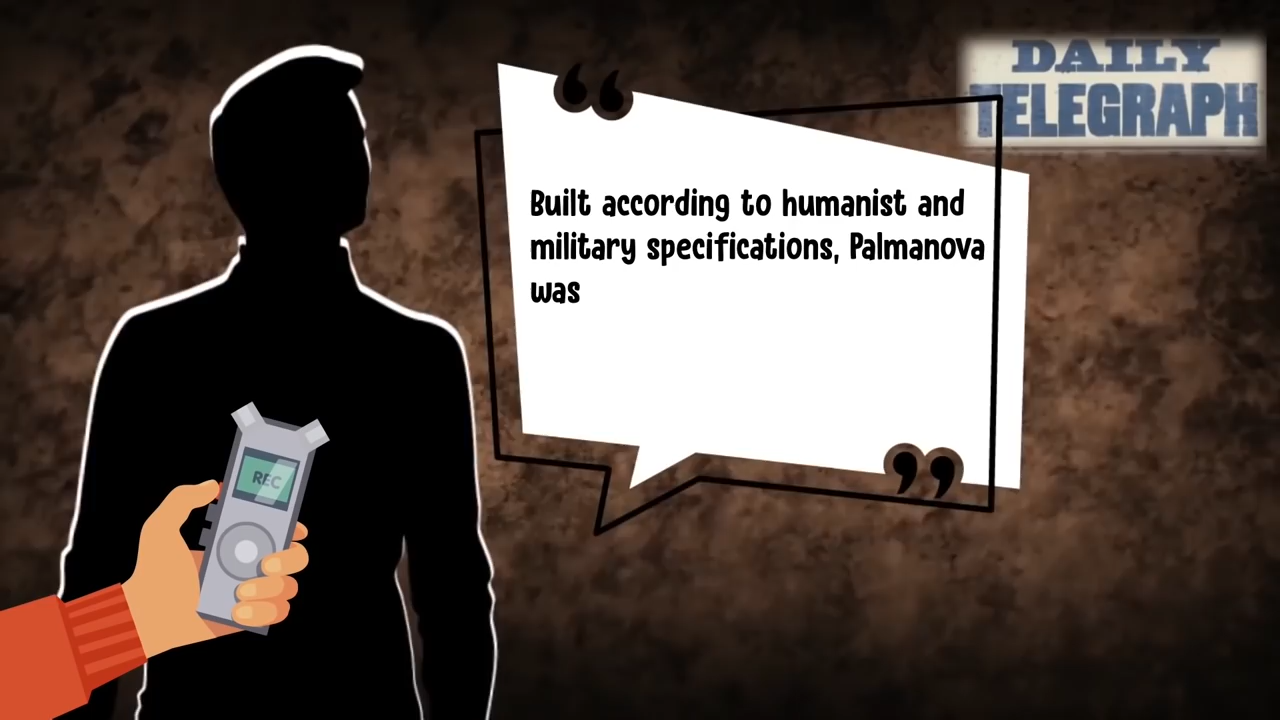 DAILY
TELEGRAPH
“
Built according to humanist and
military specifications, Palmanova
was
”
REC